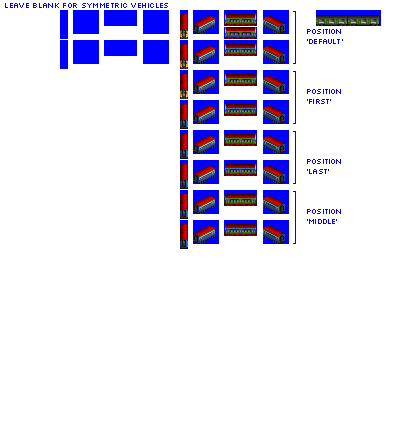 LEAVE BLANK FOR SYMMETRIC VEHICLES
POSITION
'DEFAULT'
POSITION
'FIRST'
POSITION
'LAST'
POSITION
'MIDDLE'